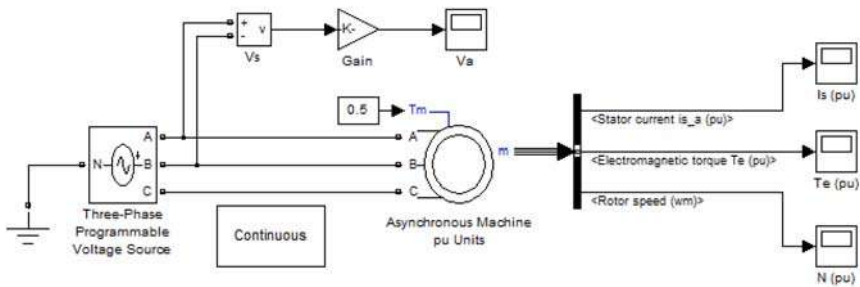 +
-
v
Vs
K-
Gain
Va
Is (pu)
0.5
Tm
<Stator current is_a (pu)>
A
N
B
C
A
B
C
m
<Electromagnetic torque Te (pu)>
Te (pu)
<Rotor speed (wm)>
Three-Phase
Programmable
Voltage Source
Continuous
Asynchronous Machine
pu Units
N (pu)